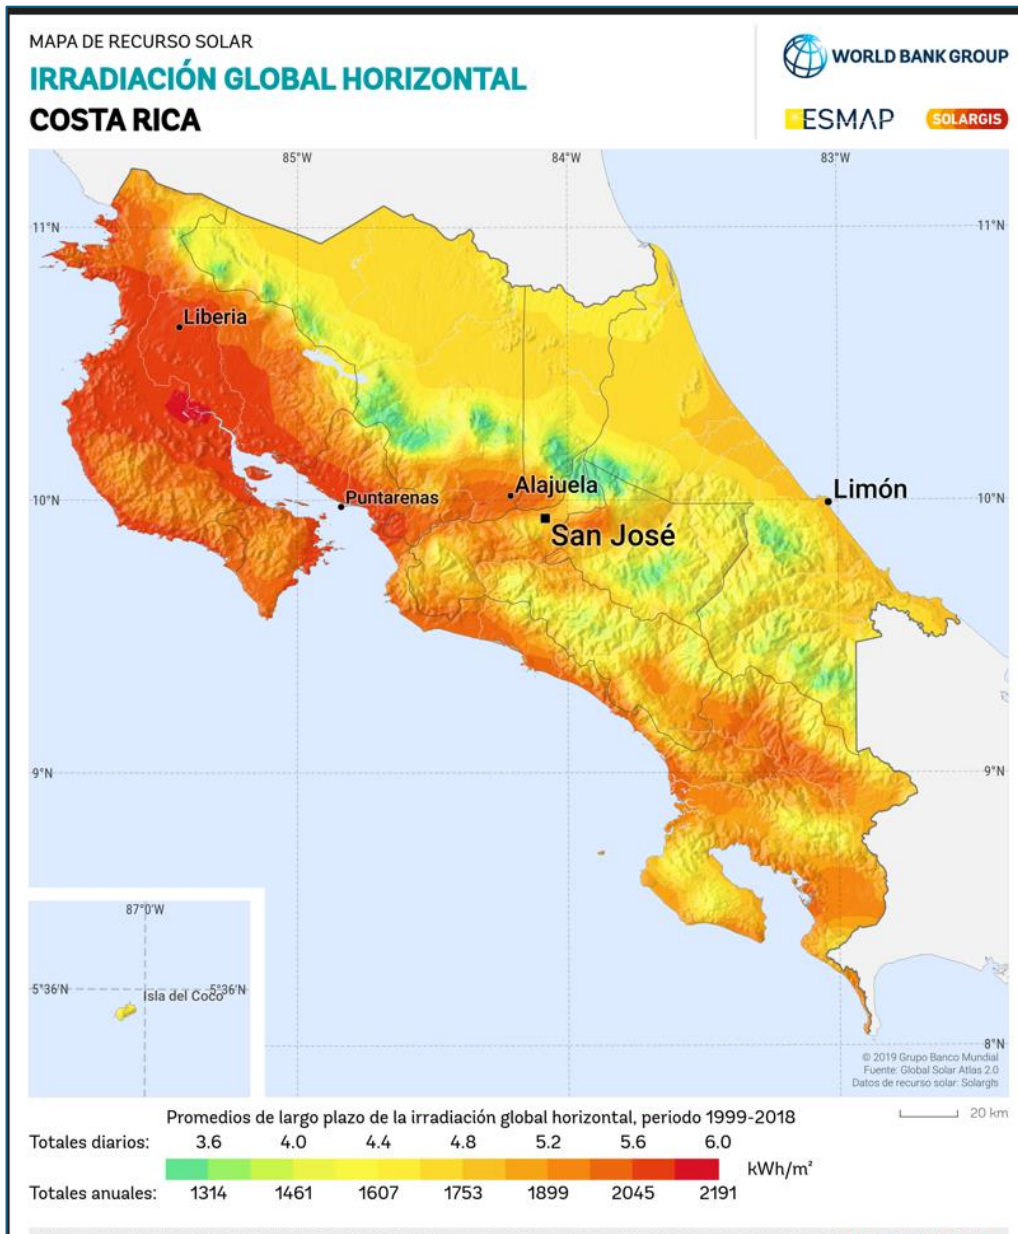 MAPA DE RECURSO SOLAR
IRRADIACIÓN GLOBAL HORIZONTAL
COSTA RICA
WORLD BANK GROUP
ESMAP
SOLARGIS
85°W
84°W
83°W
11°N
11°N
Liberia
Puntarenas
10°N
Alajuela
Limón
10°N
San José
9°N
9°N
87°0'W
5°36'N
5°36'N
Isla del Coco
8°N
© 2019 Grupo Banco Mundial
Fuente: Global Solar Atlas 2.0
Datos de recurso solar: Solargis
Promedios de largo plazo de la irradiación global horizontal, periodo 1999-2018
20 km
Totales diarios: 3.6 4.0 4.4 4.8 5.2 5.6 6.0
kWh/m²
Totales anuales: 1314 1461 1607 1753 1899 2045 2191